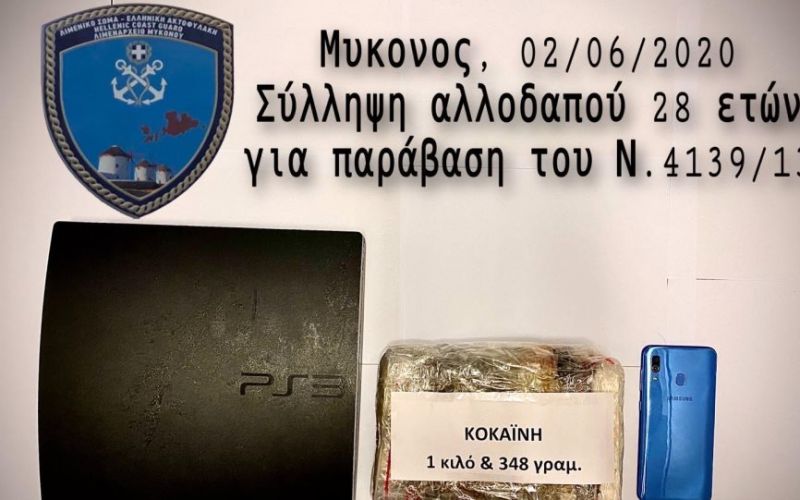 ΛΙΜΕΝΙΚΟ ΣΩΜΑ - ΕΛΛΗΝΙΚΗ ΑΚΤΟΦΥΛΑΚΗ
HELLENIC COAST GUARD
ΛΙΜΕΝΑΡΧΕΙΟ ΜΥΚΟΝΟΥ
Μυκονος, 02/06/2020
Σύλληψη αλλοδαπού 28 ετών
για παράβαση του Ν.4139/13
PS3
ΚΟΚΑΪΝΗ
1 κιλό & 348 γραμ.
SAMSUNG